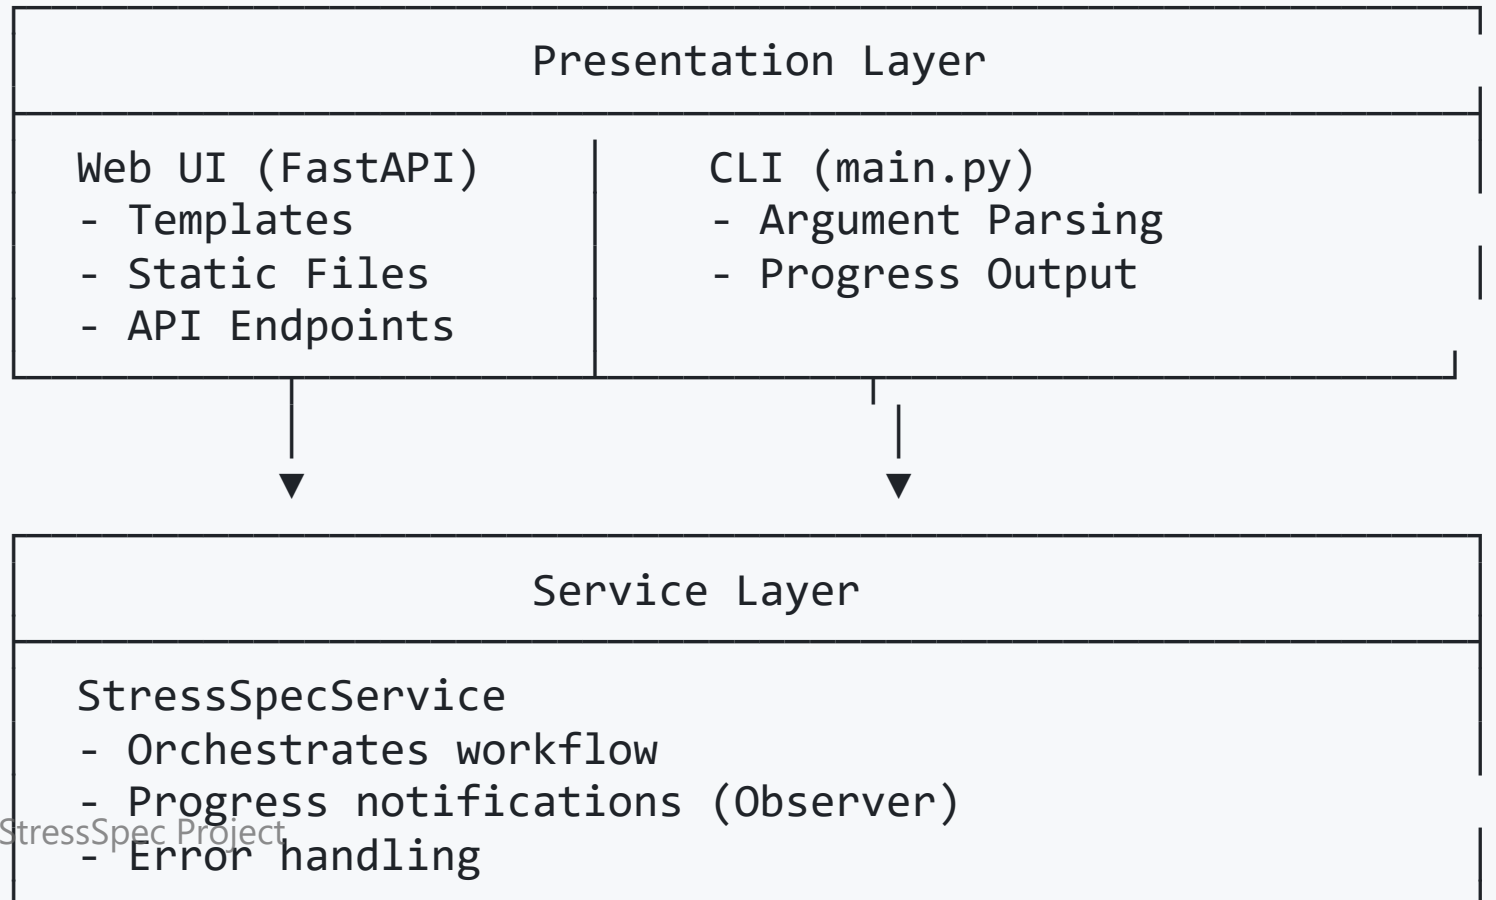 Presentation Layer
Web UI (FastAPI)
- Templates
- Static Files
- API Endpoints
CLI (main.py)
- Argument Parsing
- Progress Output
Service Layer
StressSpecService
- Orchestrates workflow
- Progress notifications (Observer)
StressSpec Project
- Error handling